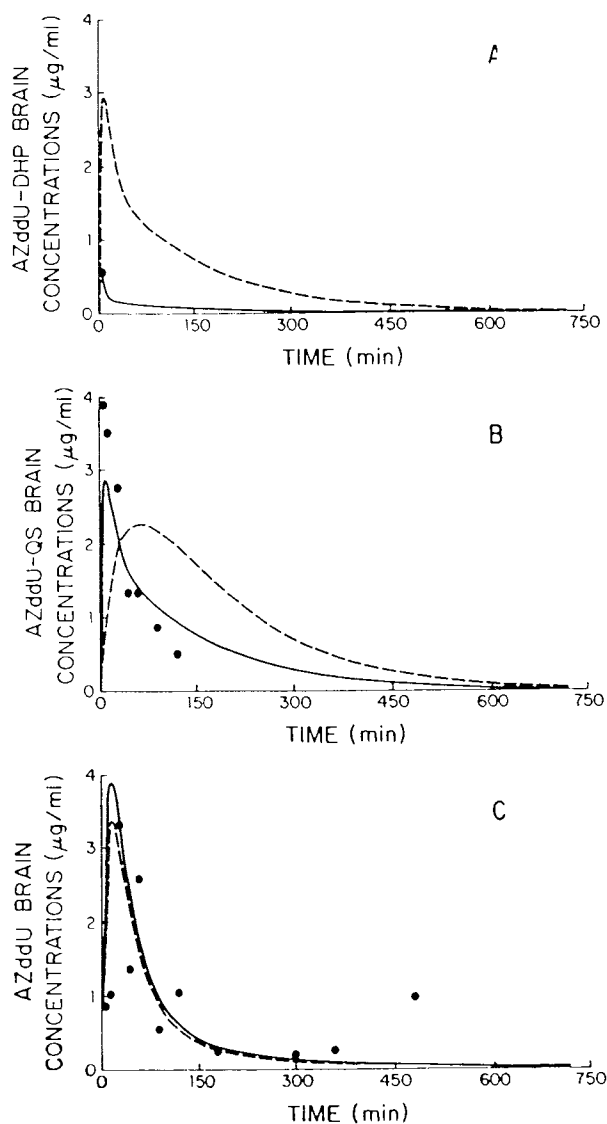 A
AZddU-DHP BRAIN
CONCENTRATIONS (μg/ml)
4
3
2
1
0
0 150 300 450 600 750
TIME (min)
B
AZddU-QS BRAIN
CONCENTRATIONS (μg/ml)
4
3
2
1
0
0 150 300 450 600 750
TIME (min)
C
AZddU BRAIN
CONCENTRATIONS (μg/ml)
4
3
2
1
0
0 150 300 450 600 750
TIME (min)